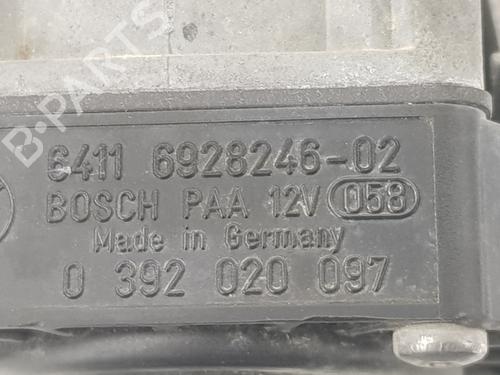 B-PARTS
6411 6928246-02
BOSCH PAA 12V 058
Made in Germany
0 392 020 097